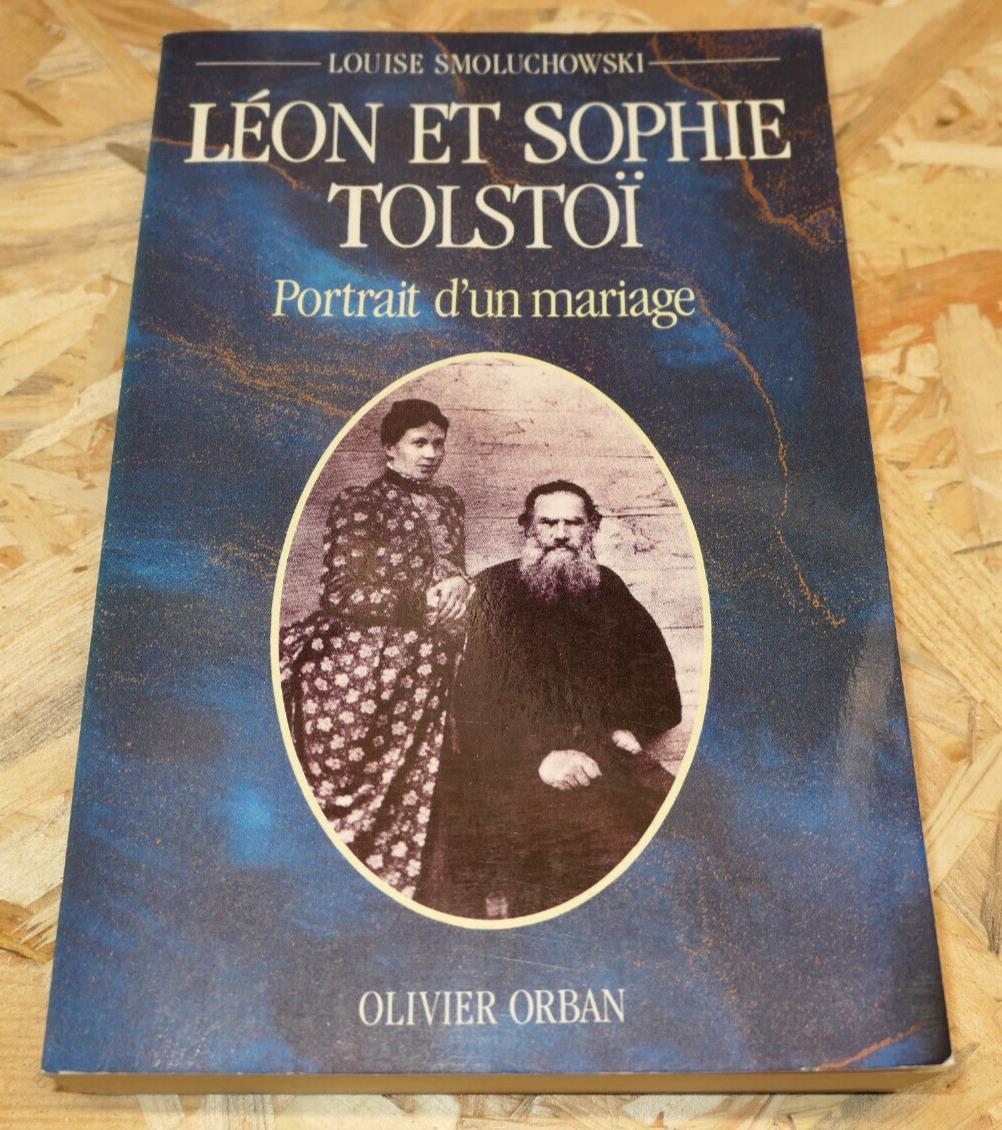 LOUISE SMOLUCHOWSKI
LÉON ET SOPHIE
TOLSTOÏ
Portrait d'un mariage
OLIVIER ORBAN